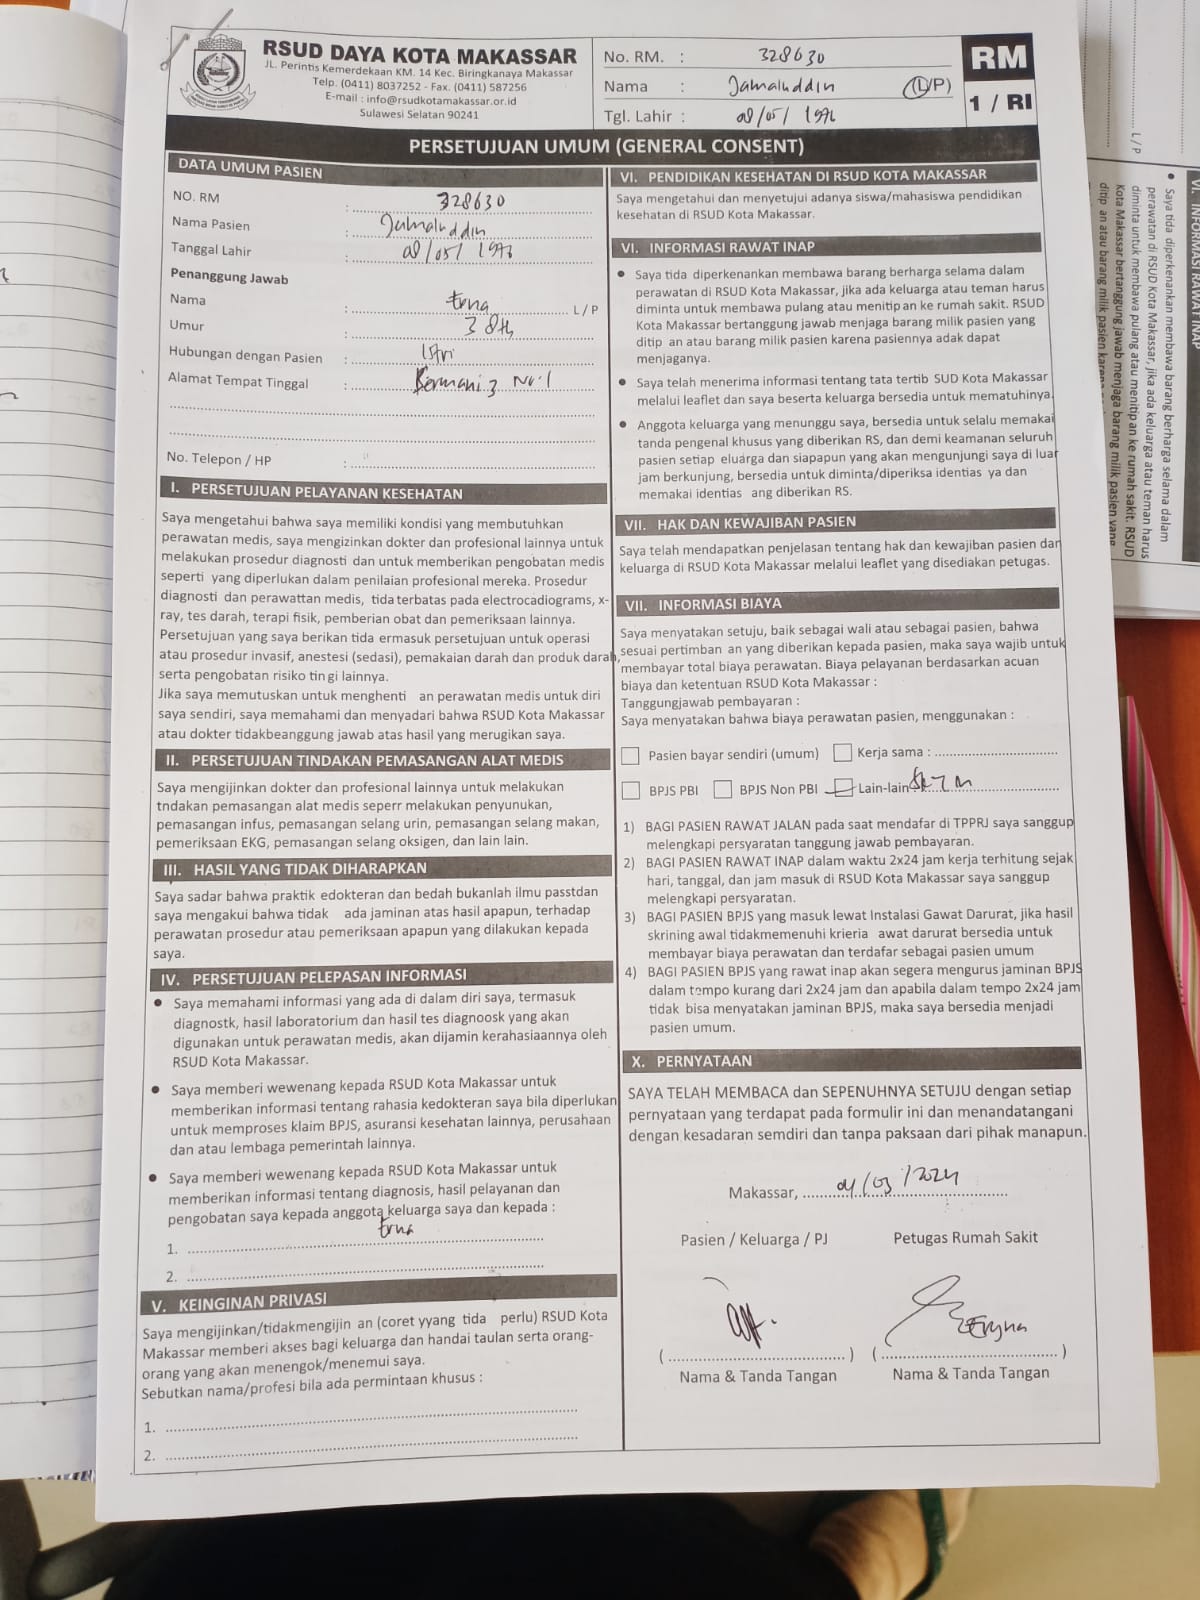 RSUD DAYA KOTA MAKASSAR
JL. Perintis Kemerdekaan KM. 14 Kec. Biringkanaya Makassar
Telp. (0411) 8037252 - Fax. (0411) 587256
E-mail : info@rsudkotamakassar.or.id
Sulawesi Selatan 90241
No. RM. : 328630
Nama : Jamaluddin (L/P)
Tgl. Lahir : 08/05/1976
RM
1 / RI
PERSETUJUAN UMUM (GENERAL CONSENT)
DATA UMUM PASIEN
NO. RM : 328630
Nama Pasien : Jamaluddin
Tanggal Lahir : 08/05/1976
Penanggung Jawab
Nama : Erna L / P
Umur : 38 th
Hubungan dengan Pasien : Istri
Alamat Tempat Tinggal : No.1
No. Telepon / HP :
I. PERSETUJUAN PELAYANAN KESEHATAN
Saya mengetahui bahwa saya memiliki kondisi yang membutuhkan
perawatan medis, saya mengizinkan dokter dan profesional lainnya untuk
melakukan prosedur diagnosti dan untuk memberikan pengobatan medis
seperti yang diperlukan dalam penilaian profesional mereka. Prosedur
diagnosti dan perawattan medis, tida terbatas pada electrocadiograms, x-
ray, tes darah, terapi fisik, pemberian obat dan pemeriksaan lainnya.
Persetujuan yang saya berikan tida ermasuk persetujuan untuk operasi
atau prosedur invasif, anestesi (sedasi), pemakaian darah dan produk darah,
serta pengobatan risiko tin gi lainnya.
Jika saya memutuskan untuk menghenti an perawatan medis untuk diri
saya sendiri, saya memahami dan menyadari bahwa RSUD Kota Makassar
atau dokter tidakbeanggung jawab atas hasil yang merugikan saya.
II. PERSETUJUAN TINDAKAN PEMASANGAN ALAT MEDIS
Saya mengijinkan dokter dan profesional lainnya untuk melakukan
tndakan pemasangan alat medis seperr melakukan penyunukan,
pemasangan infus, pemasangan selang urin, pemasangan selang makan,
pemeriksaan EKG, pemasangan selang oksigen, dan lain lain.
III. HASIL YANG TIDAK DIHARAPKAN
Saya sadar bahwa praktik edokteran dan bedah bukanlah ilmu passtdan
saya mengakui bahwa tidak ada jaminan atas hasil apapun, terhadap
perawatan prosedur atau pemeriksaan apapun yang dilakukan kepada
saya.
IV. PERSETUJUAN PELEPASAN INFORMASI
• Saya memahami informasi yang ada di dalam diri saya, termasuk
diagnostk, hasil laboratorium dan hasil tes diagnoosk yang akan
digunakan untuk perawatan medis, akan dijamin kerahasiaannya oleh
RSUD Kota Makassar.
• Saya memberi wewenang kepada RSUD Kota Makassar untuk
memberikan informasi tentang rahasia kedokteran saya bila diperlukan
untuk memproses klaim BPJS, asuransi kesehatan lainnya, perusahaan
dan atau lembaga pemerintah lainnya.
• Saya memberi wewenang kepada RSUD Kota Makassar untuk
memberikan informasi tentang diagnosis, hasil pelayanan dan
pengobatan saya kepada anggota keluarga saya dan kepada :
1. Erna
2.
V. KEINGINAN PRIVASI
Saya mengijinkan/tidakmengijin an (coret yyang tida perlu) RSUD Kota
Makassar memberi akses bagi keluarga dan handai taulan serta orang-
orang yang akan menengok/menemui saya.
Sebutkan nama/profesi bila ada permintaan khusus :
1.
2.
VI. PENDIDIKAN KESEHATAN DI RSUD KOTA MAKASSAR
Saya mengetahui dan menyetujui adanya siswa/mahasiswa pendidikan
kesehatan di RSUD Kota Makassar.
VI. INFORMASI RAWAT INAP
• Saya tida diperkenankan membawa barang berharga selama dalam
perawatan di RSUD Kota Makassar, jika ada keluarga atau teman harus
diminta untuk membawa pulang atau menitip an ke rumah sakit. RSUD
Kota Makassar bertanggung jawab menjaga barang milik pasien yang
ditip an atau barang milik pasien karena pasiennya adak dapat
menjaganya.
• Saya telah menerima informasi tentang tata tertib SUD Kota Makassar
melalui leaflet dan saya beserta keluarga bersedia untuk mematuhinya.
• Anggota keluarga yang menunggu saya, bersedia untuk selalu memakai
tanda pengenal khusus yang diberikan RS, dan demi keamanan seluruh
pasien setiap eluarga dan siapapun yang akan mengunjungi saya di luar
jam berkunjung, bersedia untuk diminta/diperiksa identias ya dan
memakai identias ang diberikan RS.
VII. HAK DAN KEWAJIBAN PASIEN
Saya telah mendapatkan penjelasan tentang hak dan kewajiban pasien dan
keluarga di RSUD Kota Makassar melalui leaflet yang disediakan petugas.
VII. INFORMASI BIAYA
Saya menyatakan setuju, baik sebagai wali atau sebagai pasien, bahwa
sesuai pertimban an yang diberikan kepada pasien, maka saya wajib untuk
membayar total biaya perawatan. Biaya pelayanan berdasarkan acuan
biaya dan ketentuan RSUD Kota Makassar :
Tanggungjawab pembayaran :
Saya menyatakan bahwa biaya perawatan pasien, menggunakan :
Pasien bayar sendiri (umum) Kerja sama :
BPJS PBI BPJS Non PBI Lain-lain
1) BAGI PASIEN RAWAT JALAN pada saat mendafar di TPPRJ saya sanggup
melengkapi persyaratan tanggung jawab pembayaran.
2) BAGI PASIEN RAWAT INAP dalam waktu 2x24 jam kerja terhitung sejak
hari, tanggal, dan jam masuk di RSUD Kota Makassar saya sanggup
melengkapi persyaratan.
3) BAGI PASIEN BPJS yang masuk lewat Instalasi Gawat Darurat, jika hasil
skrining awal tidakmemenuhi krieria awat darurat bersedia untuk
membayar biaya perawatan dan terdafar sebagai pasien umum
4) BAGI PASIEN BPJS yang rawat inap akan segera mengurus jaminan BPJS
dalam tempo kurang dari 2x24 jam dan apabila dalam tempo 2x24 jam
tidak bisa menyatakan jaminan BPJS, maka saya bersedia menjadi
pasien umum.
X. PERNYATAAN
SAYA TELAH MEMBACA dan SEPENUHNYA SETUJU dengan setiap
pernyataan yang terdapat pada formulir ini dan menandatangani
dengan kesadaran semdiri dan tanpa paksaan dari pihak manapun.
Makassar, 01/03/2024
Pasien / Keluarga / PJ Petugas Rumah Sakit
( ) ( )
Nama & Tanda Tangan Nama & Tanda Tangan
L / P
VI. INFORMASI RAWAT INAP
• Saya tida diperkenankan membawa barang berharga selama dalam
perawatan di RSUD Kota Makassar, jika ada keluarga atau teman harus
diminta untuk membawa pulang atau menitip an ke rumah sakit. RSUD
Kota Makassar bertanggung jawab menjaga barang milik pasien yang
ditip an atau barang milik pasien